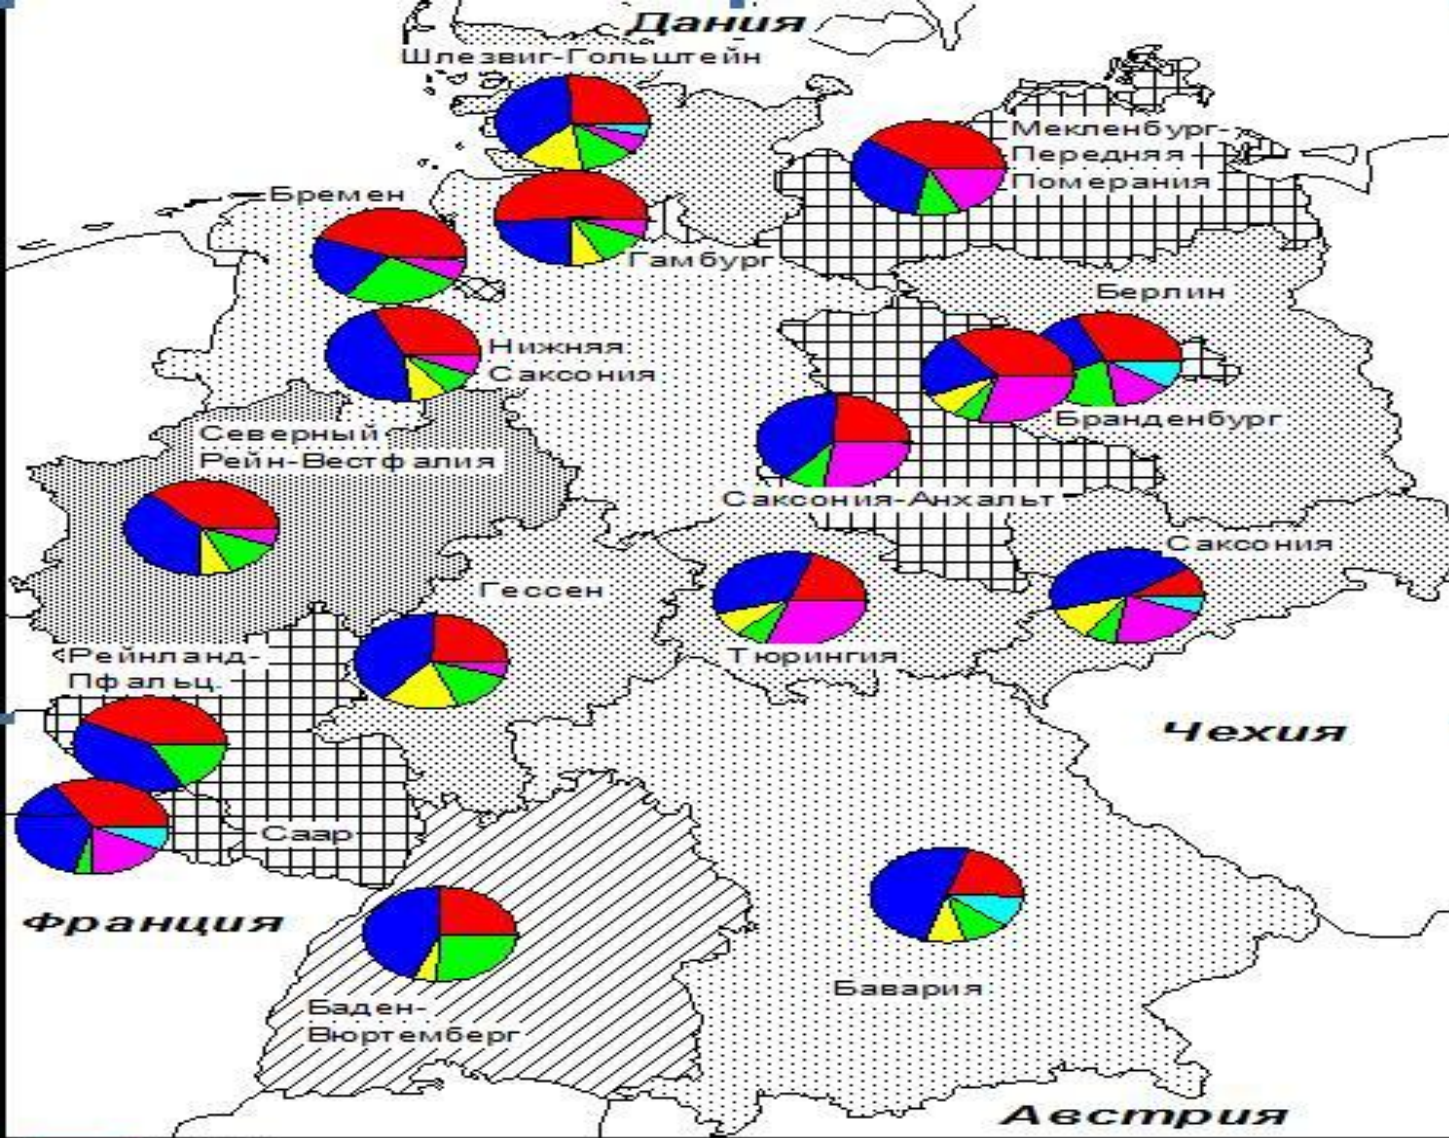 Дания
Шлезвиг-Гольштейн
Мекленбург-
Передняя
Померания
Бремен
Гамбург
Берлин
Нижняя
Саксония
Бранденбург
Северный
Рейн-Вестфалия
Саксония-Анхальт
Саксония
Гессен
Рейнланд-
Пфальц.
Тюрингия
Чехия
Саар
Франция
Бавария
Баден-
Вюртемберг
Австрия